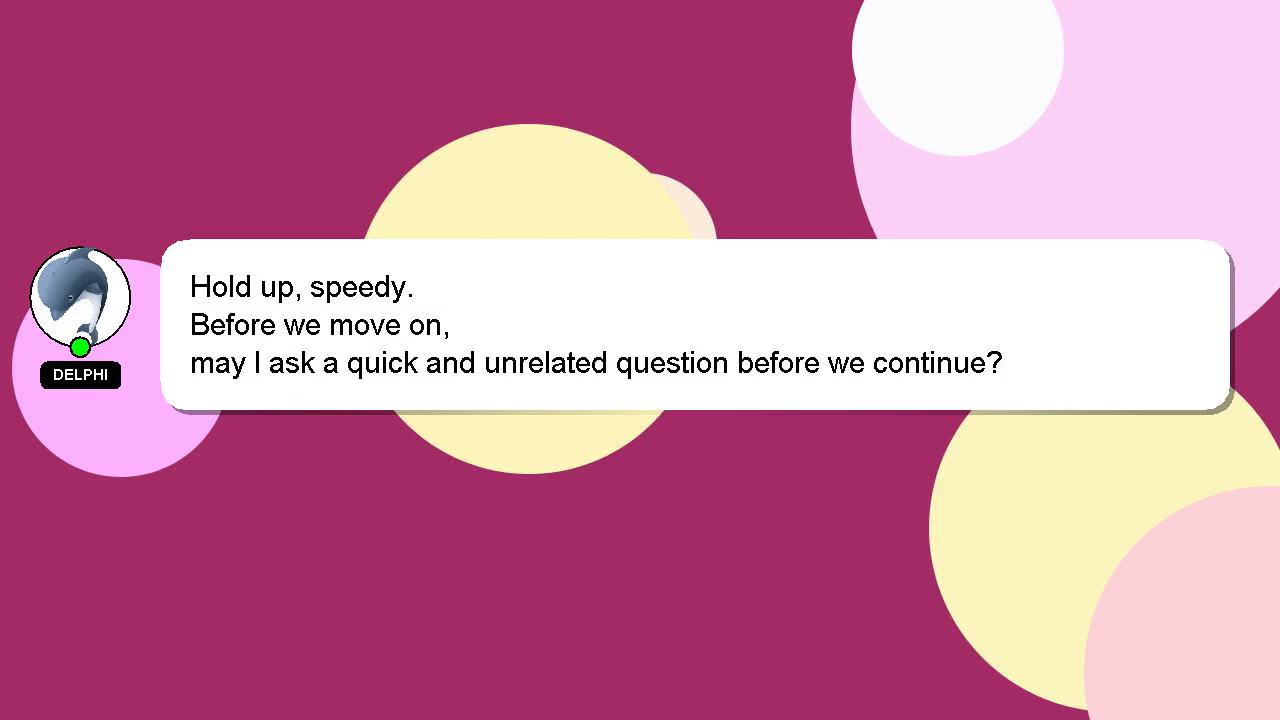 Hold up, speedy.
Before we move on,
may I ask a quick and unrelated question before we continue?
DELPHI